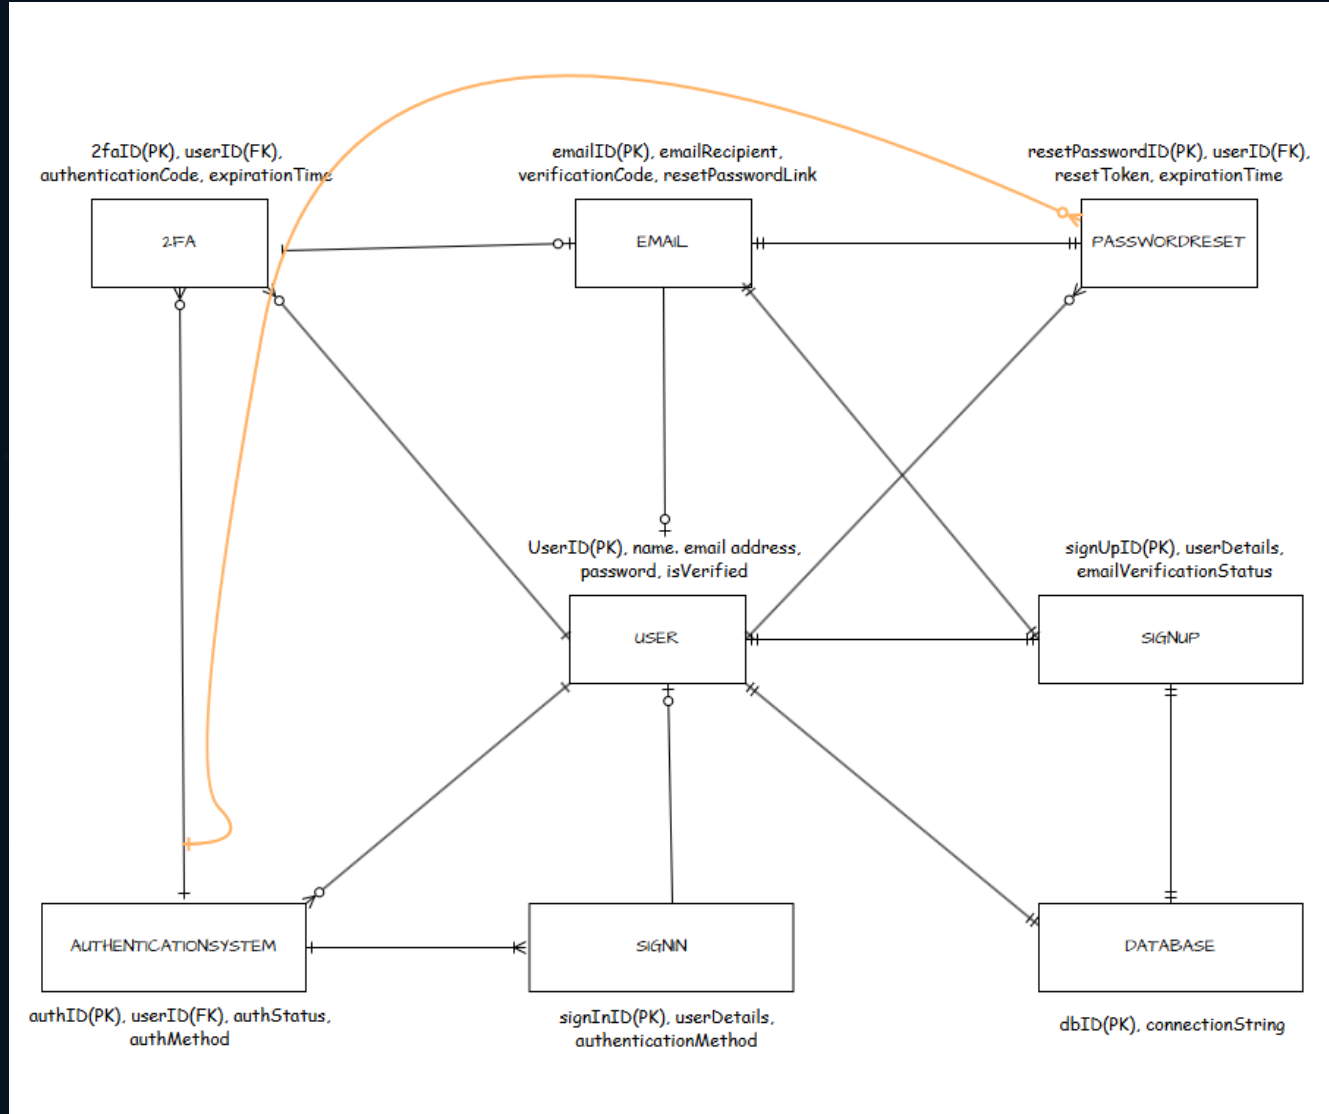 2faID(PK), userID(FK),
authenticationCode, expirationTime
emailID(PK), emailRecipient,
verificationCode, resetPasswordLink
resetPasswordID(PK), userID(FK),
resetToken, expirationTime
2FA
EMAIL
PASSWORDRESET
UserID(PK), name. email address,
password, isVerified
signUpID(PK), userDetails,
emailVerificationStatus
USER
SIGNUP
AUTHENTICATIONSYSTEM
SIGNIN
DATABASE
authID(PK), userID(FK), authStatus,
authMethod
signInID(PK), userDetails,
authenticationMethod
dbID(PK), connectionString